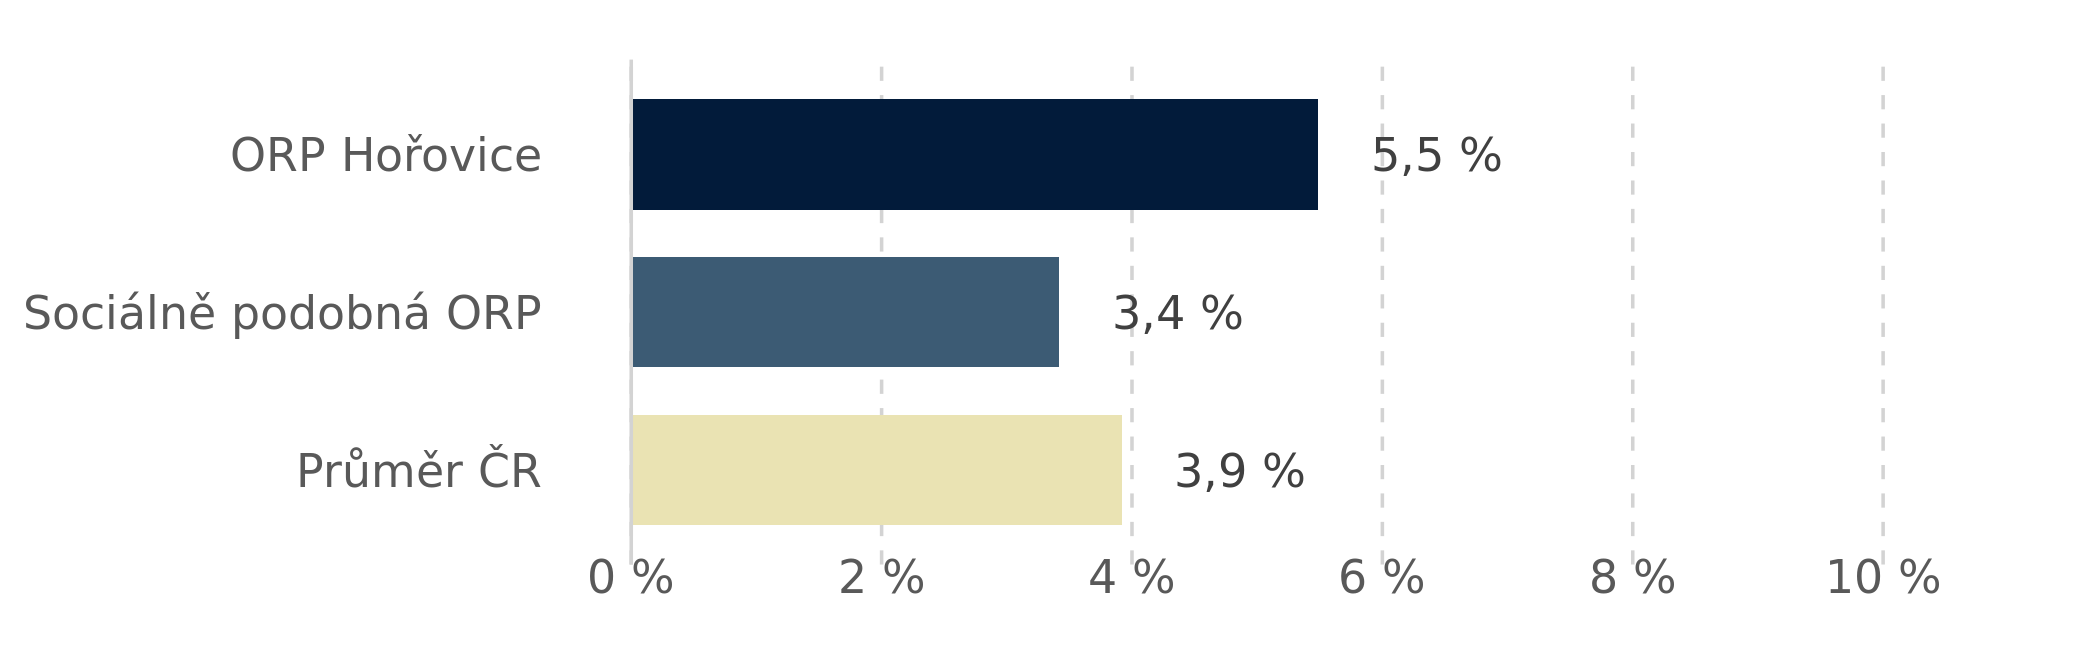 ORP Hořovice
5,5 %
Sociálně podobná ORP
3,4 %
Průměr ČR
3,9 %
0 % 2 % 4 % 6 % 8 % 10 %